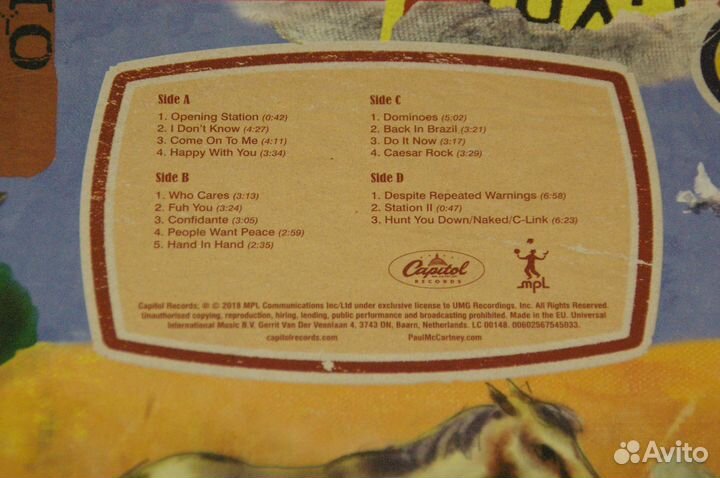 Side A
1. Opening Station (0:42)
2. I Don't Know (4:27)
3. Come On To Me (4:11)
4. Happy With You (3:34)
Side B
1. Who Cares (3:13)
2. Fuh You (3:24)
3. Confidante (3:05)
4. People Want Peace (2:59)
5. Hand In Hand (2:35)
Side C
1. Dominoes (5:02)
2. Back In Brazil (3:21)
3. Do It Now (3:17)
4. Caesar Rock (3:29)
Side D
1. Despite Repeated Warnings (6:58)
2. Station II (0:47)
3. Hunt You Down/Naked/C-Link (6:23)
Capitol
RECORDS
mpL
Capitol Records; ℗ © 2018 MPL Communications Inc/Ltd under exclusive license to UMG Recordings, Inc. All Rights Reserved.
Unauthorised copying, reproduction, hiring, lending, public performance and broadcasting prohibited. Made in the EU. Universal
International Music B.V. Gerrit Van Der Veenlaan 4, 3743 DN, Baarn, Netherlands. LC 00148. 00602567545033.
capitolrecords.com
PaulMcCartney.com
Avito